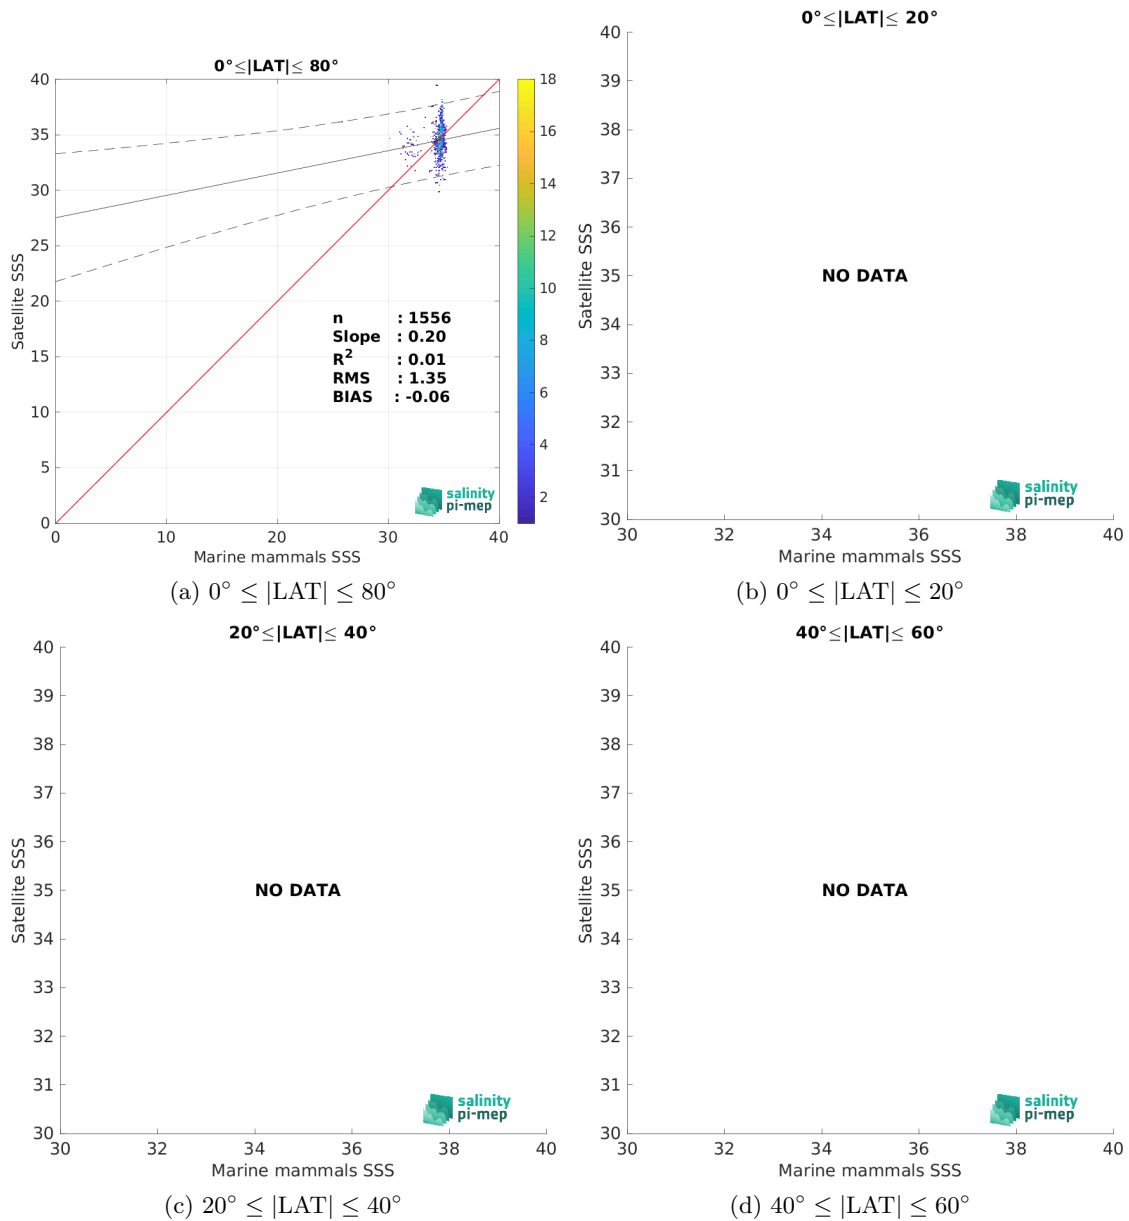 0°≤|LAT|≤ 80°
40
35
30
25
20
15
10
5
0
Satellite SSS
0
10
20
30
40
Marine mammals SSS
18
16
14
12
10
8
6
4
2
n : 1556
Slope : 0.20
R² : 0.01
RMS : 1.35
BIAS : -0.06
salinity
pi-mep
(a) 0° ≤ |LAT| ≤ 80°
0°≤|LAT|≤ 20°
40
39
38
37
36
35
34
33
32
31
30
Satellite SSS
NO DATA
30
32
34
36
38
40
Marine mammals SSS
salinity
pi-mep
(b) 0° ≤ |LAT| ≤ 20°
20°≤|LAT|≤ 40°
40
39
38
37
36
35
34
33
32
31
30
Satellite SSS
NO DATA
30
32
34
36
38
40
Marine mammals SSS
salinity
pi-mep
(c) 20° ≤ |LAT| ≤ 40°
40°≤|LAT|≤ 60°
40
39
38
37
36
35
34
33
32
31
30
Satellite SSS
NO DATA
30
32
34
36
38
40
Marine mammals SSS
salinity
pi-mep
(d) 40° ≤ |LAT| ≤ 60°